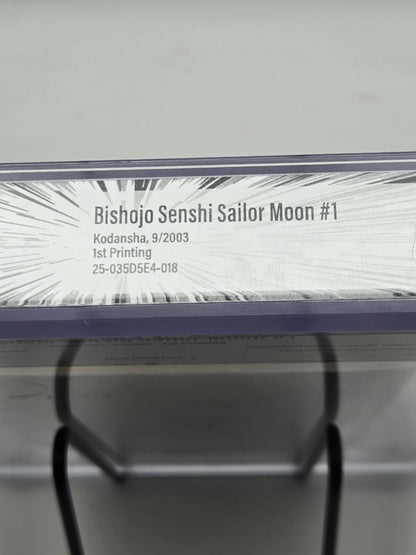 Bishojo Senshi Sailor Moon #1
Kodansha, 9/2003
1st Printing
25-035D5E4-018